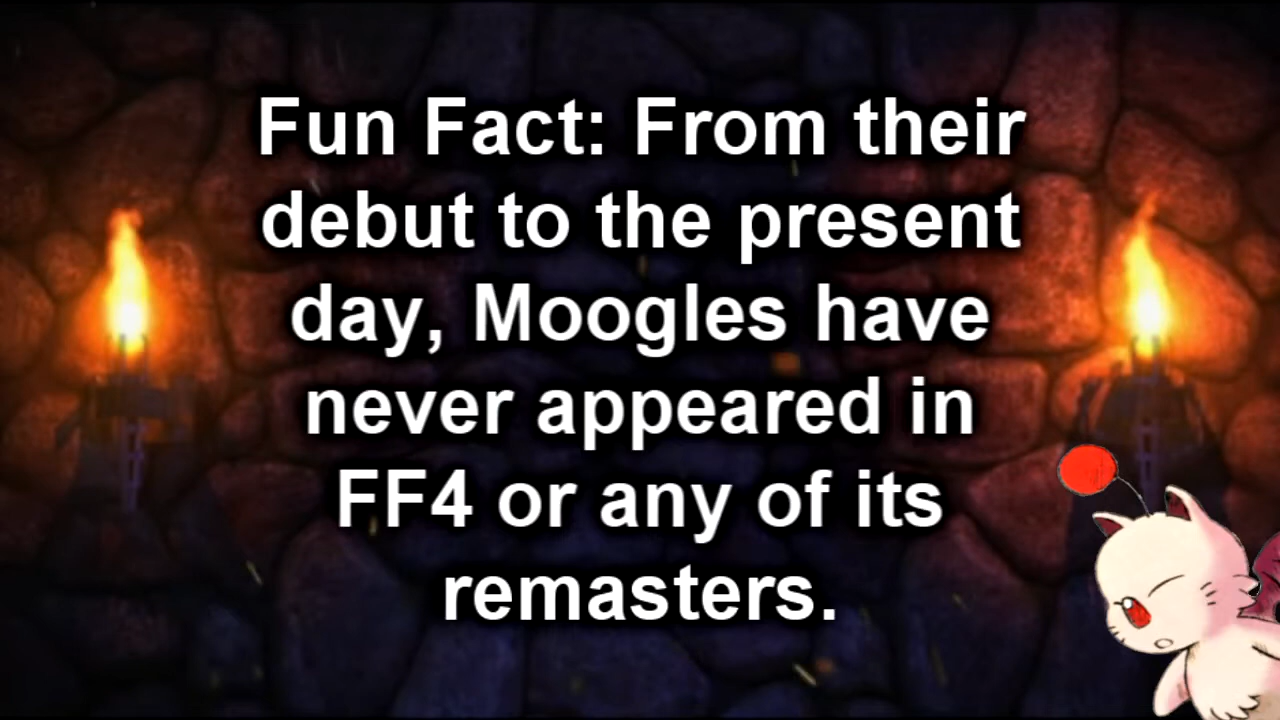 Fun Fact: From their
debut to the present
day, Moogles have
never appeared in
FF4 or any of its
remasters.